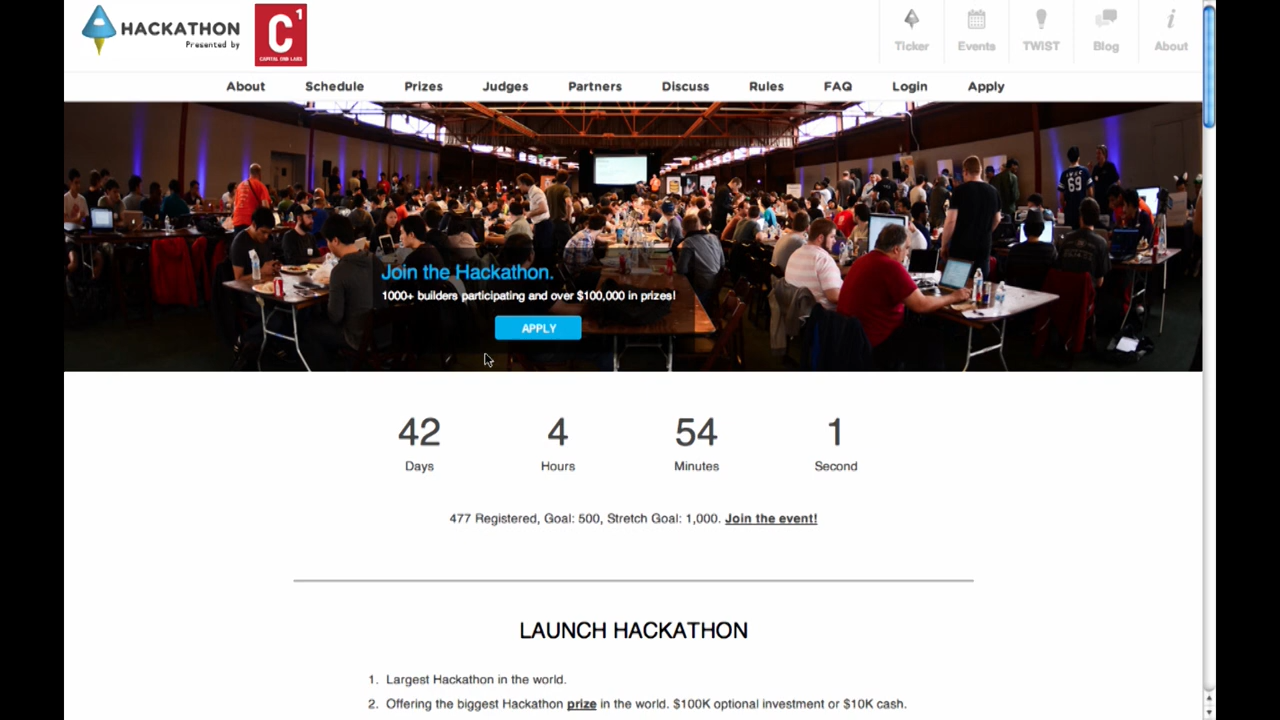 HACKATHON
Presented by
C1
CAPITAL ONE LABS
Ticker
Events
TWIST
Blog
About
About
Schedule
Prizes
Judges
Partners
Discuss
Rules
FAQ
Login
Apply
69
Join the Hackathon.
1000+ builders participating and over $100,000 in prizes!
APPLY
42
4
54
1
Days
Hours
Minutes
Second
477 Registered, Goal: 500, Stretch Goal: 1,000. Join the event!
LAUNCH HACKATHON
1. Largest Hackathon in the world.
2. Offering the biggest Hackathon prize in the world. $100K optional investment or $10K cash.